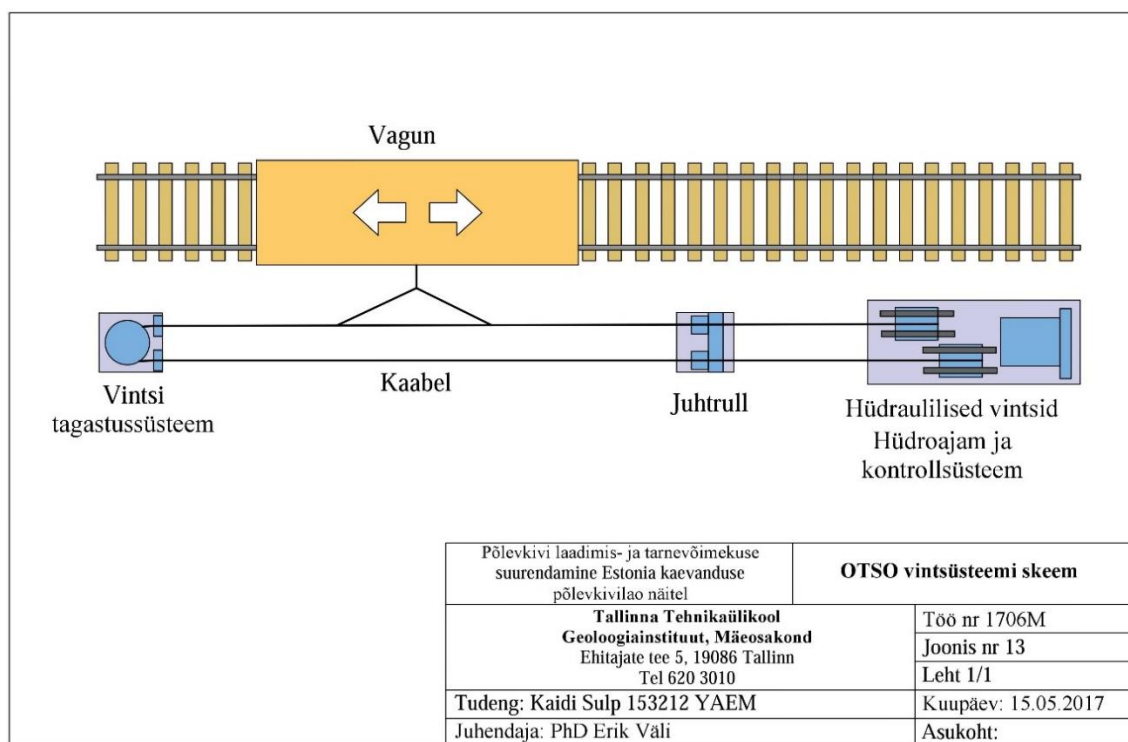 Vagun
Vintsi
tagastussüsteem
Kaabel
Juhtrull
Hüdraulilised vintsid
Hüdroajam ja
kontrollsüsteem
Põlevkivi laadimis- ja tarnevõimekuse
suurendamine Estonia kaevanduse
põlevkivilao näitel
OTSO vintsüsteemi skeem
Tallinna Tehnikaülikool
Geoloogiainstituut, Mäeosakond
Ehitajate tee 5, 19086 Tallinn
Tel 620 3010
Töö nr 1706M
Joonis nr 13
Leht 1/1
Tudeng: Kaidi Sulp 153212 YAEM
Kuupäev: 15.05.2017
Juhendaja: PhD Erik Väli
Asukoht: